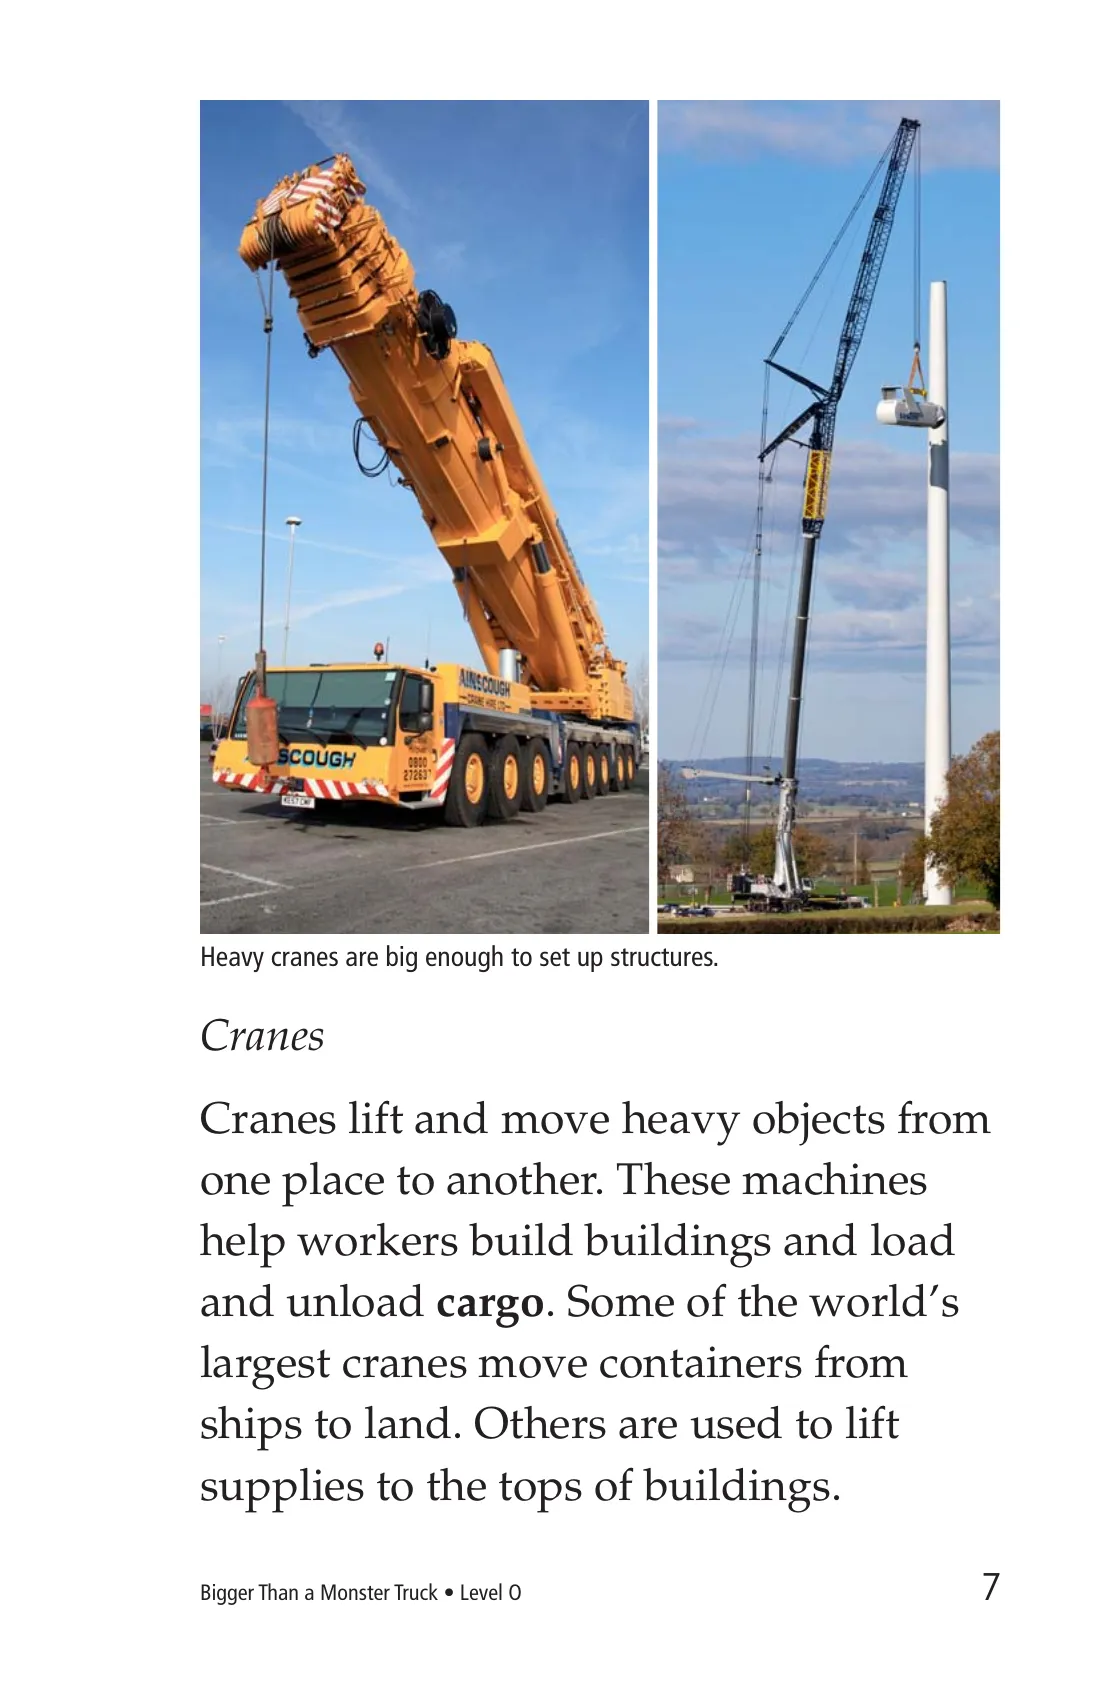 AINSCOUGH
CRANE HIRE LTD
SCOUGH
0800
27263
Heavy cranes are big enough to set up structures.
Cranes
Cranes lift and move heavy objects from
one place to another. These machines
help workers build buildings and load
and unload cargo. Some of the world’s
largest cranes move containers from
ships to land. Others are used to lift
supplies to the tops of buildings.
Bigger Than a Monster Truck • Level O
7